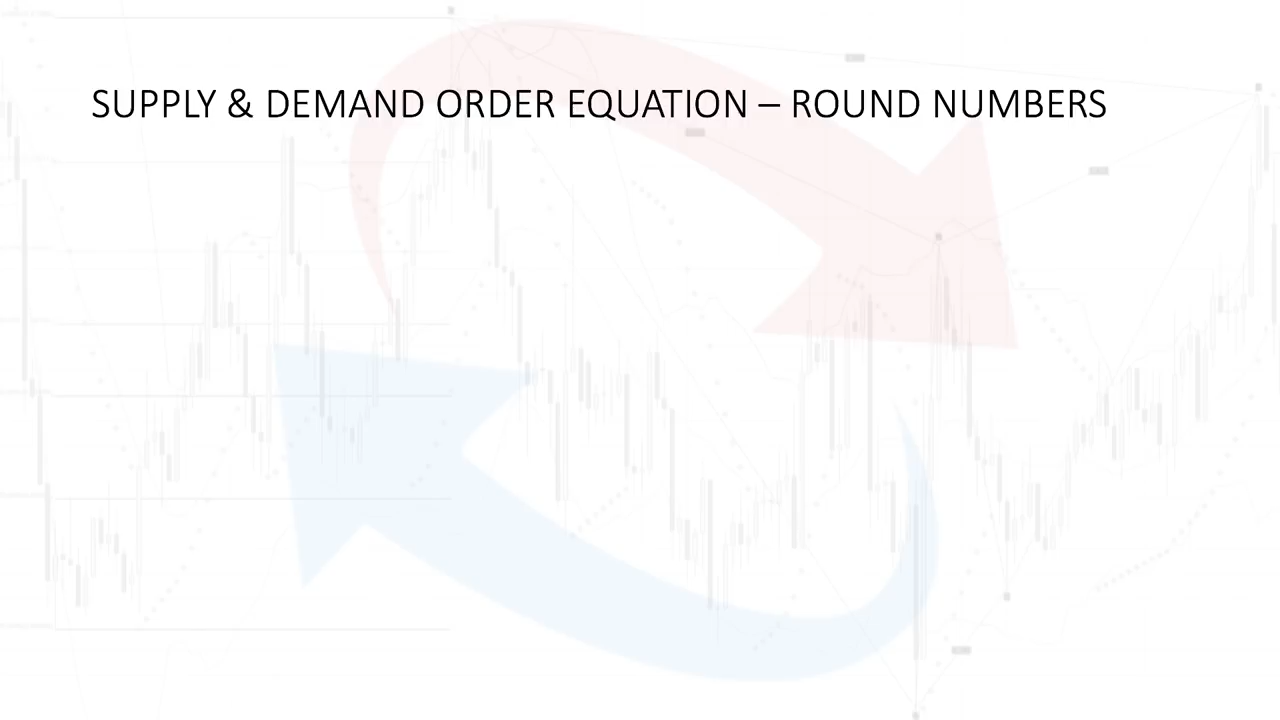 SUPPLY & DEMAND ORDER EQUATION – ROUND NUMBERS